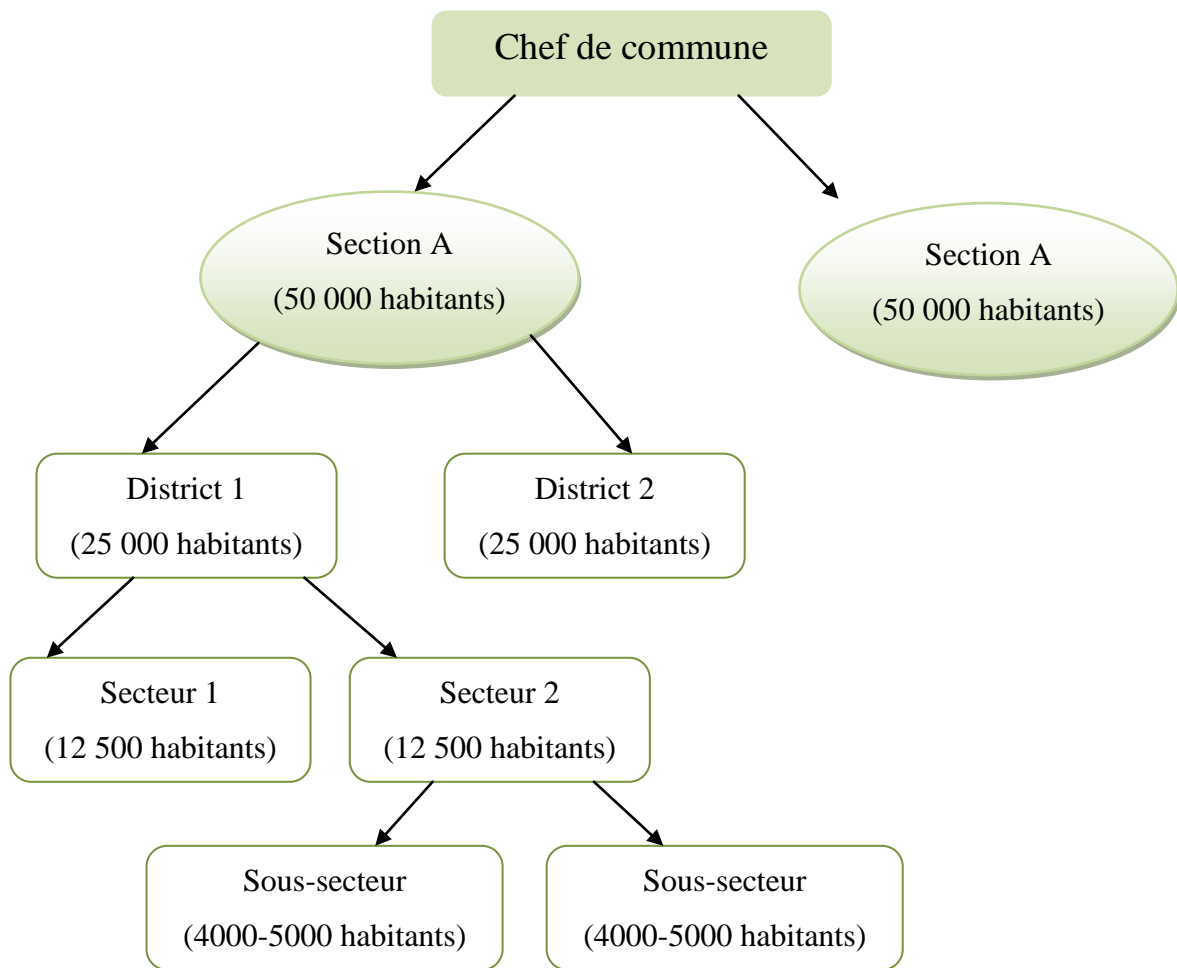 Chef de commune
Section A
(50 000 habitants)
Section A
(50 000 habitants)
District 1
(25 000 habitants)
District 2
(25 000 habitants)
Secteur 1
(12 500 habitants)
Secteur 2
(12 500 habitants)
Sous-secteur
(4000-5000 habitants)
Sous-secteur
(4000-5000 habitants)